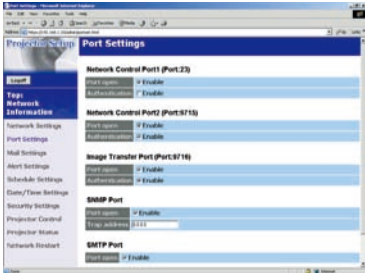 Projector Setup
Port Settings
Logoff
Top:
Network
Information
Network Settings
Port Settings
Mail Settings
Alert Settings
Schedule Settings
Date/Time Settings
Security Settings
Projector Control
Projector Status
Network Restart
Network Control Port1 (Port:23)
Port open Enable
Authentication Enable
Network Control Port2 (Port:9715)
Port open Enable
Authentication Enable
Image Transfer Port (Port:9716)
Port open Enable
Authentication Enable
SNMP Port
Port open Enable
Trap address
SMTP Port
Port open Enable